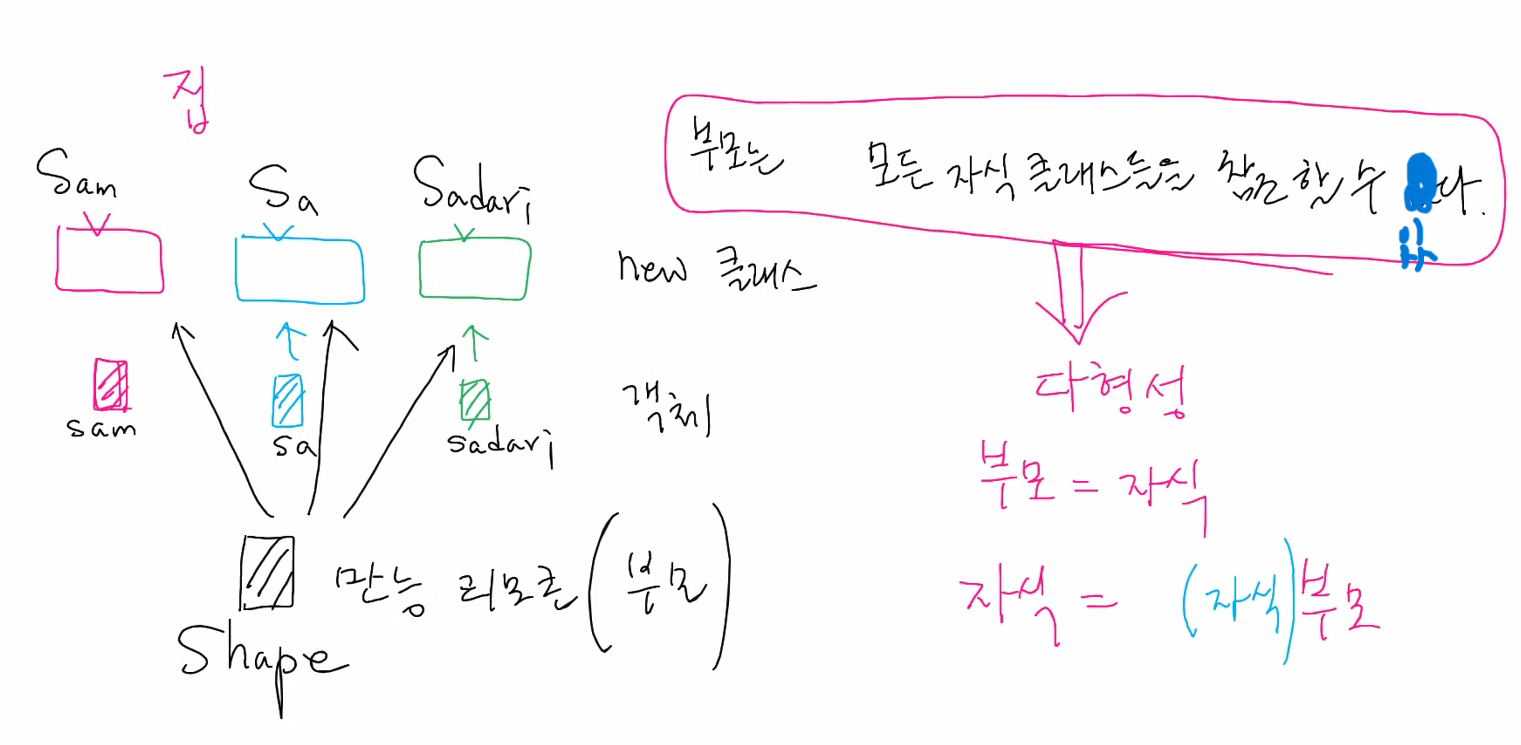 집
Sam
Sa
Sadari
new 클래스
sam
sa
sadari
객체
만능 리모콘 (부모)
Shape
부모는 모든 자식 클래스들을 참조 할 수 있다.
다형성
부모 = 자식
자식 = (자식)부모